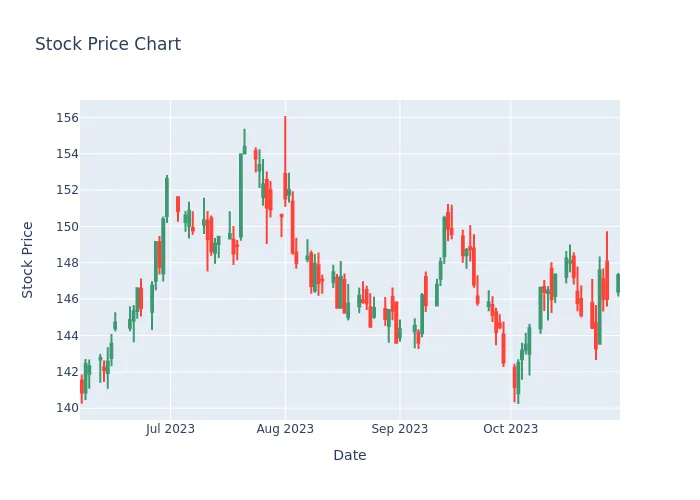 Stock Price Chart
156
154
152
150
148
146
144
142
140
Stock Price
Jul 2023
Aug 2023
Sep 2023
Oct 2023
Date